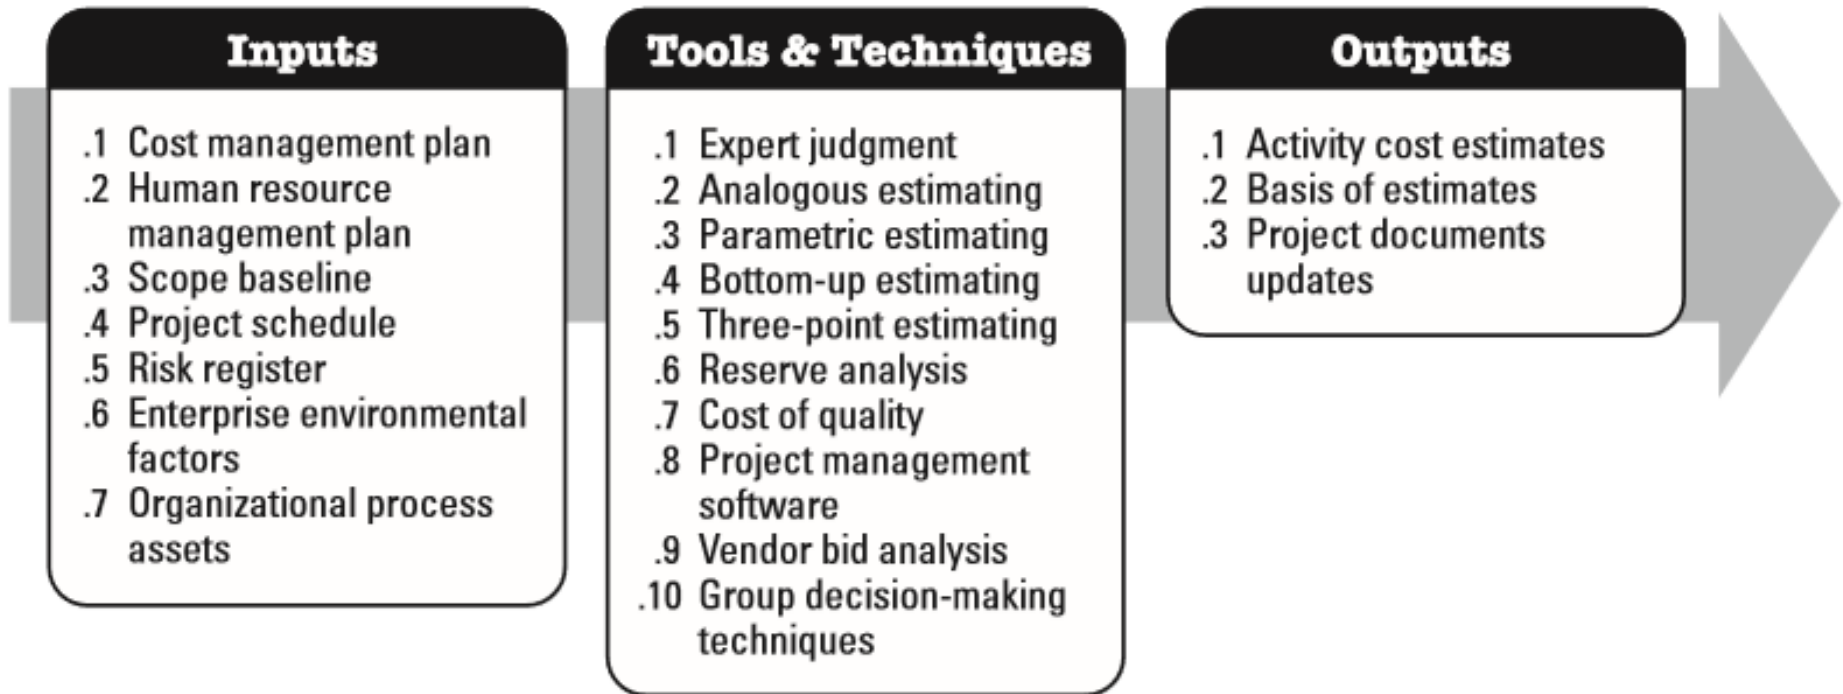 Inputs
.1 Cost management plan
.2 Human resource
management plan
.3 Scope baseline
.4 Project schedule
.5 Risk register
.6 Enterprise environmental
factors
.7 Organizational process
assets
Tools & Techniques
.1 Expert judgment
.2 Analogous estimating
.3 Parametric estimating
.4 Bottom-up estimating
.5 Three-point estimating
.6 Reserve analysis
.7 Cost of quality
.8 Project management
software
.9 Vendor bid analysis
.10 Group decision-making
techniques
Outputs
.1 Activity cost estimates
.2 Basis of estimates
.3 Project documents
updates